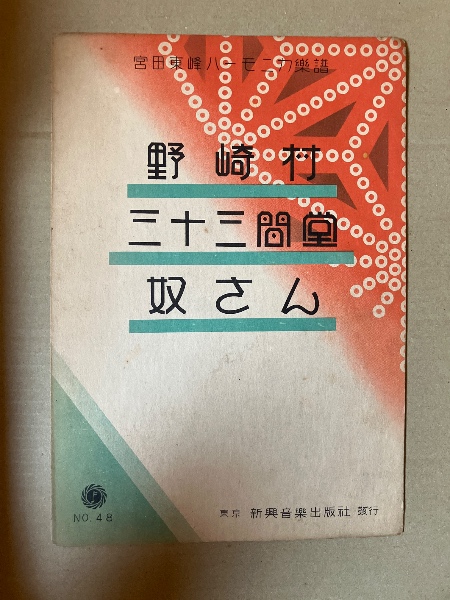 宮田東峰ハーモニカ樂譜
野崎村
三十三間堂
奴さん
NO. 48
東京 新興音樂出版社 發行